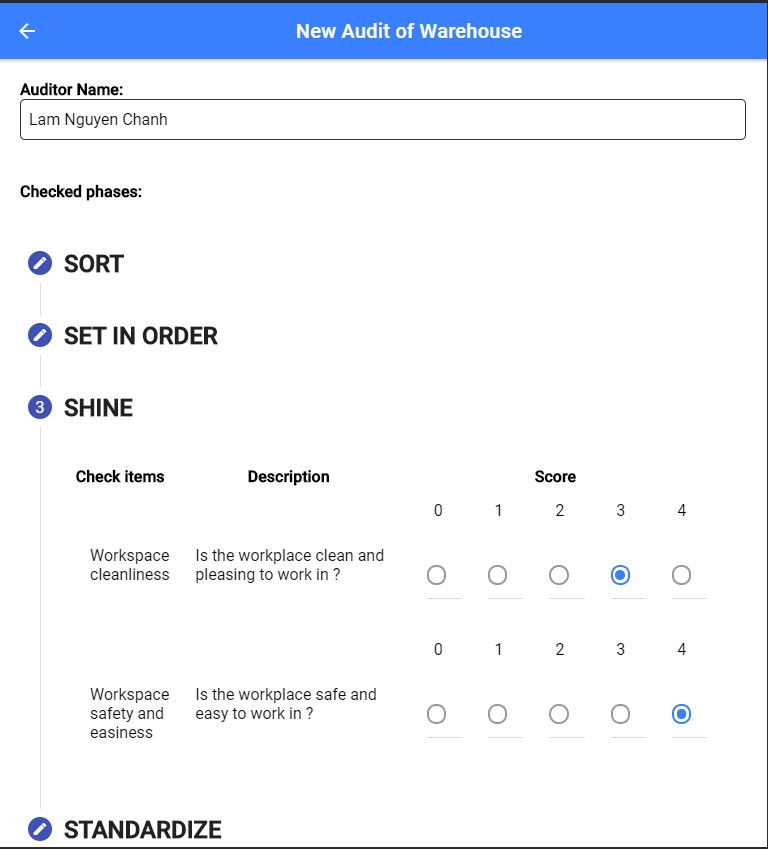 New Audit of Warehouse
Auditor Name:
Lam Nguyen Chanh
Checked phases:
SORT
SET IN ORDER
3 SHINE
Check items Description Score
0 1 2 3 4
Workspace Is the workplace clean and
cleanliness pleasing to work in ?
0 1 2 3 4
Workspace Is the workplace safe and
safety and easy to work in ?
easiness
STANDARDIZE